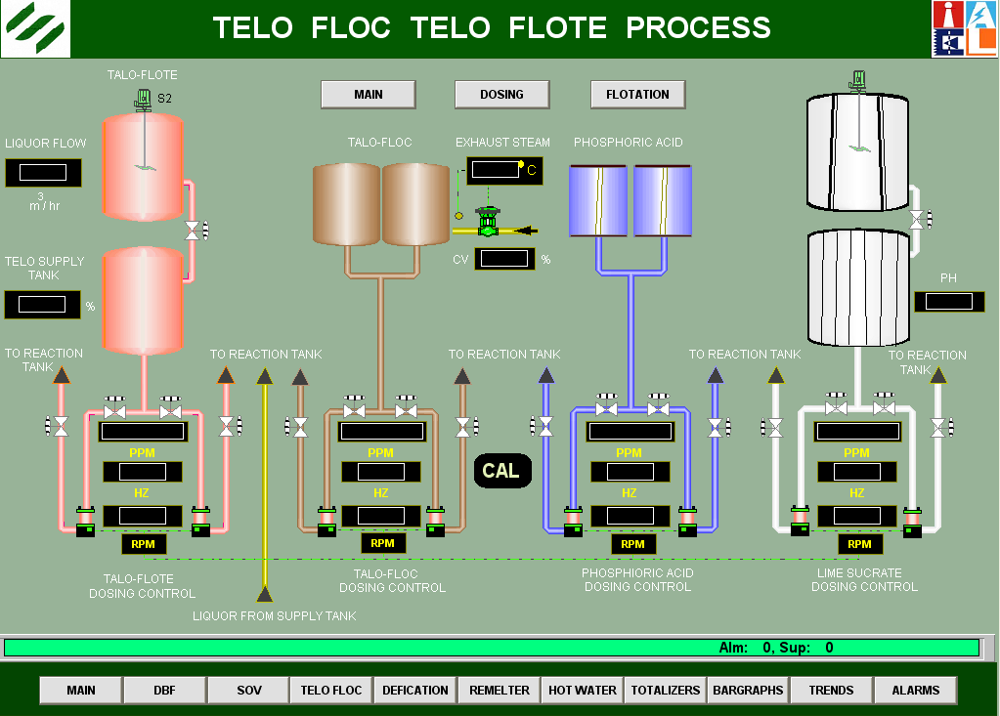 TELO FLOC TELO FLOTE PROCESS
TALO-FLOTE
S2
MAIN
DOSING
FLOTATION
LIQUOR FLOW
3
m / hr
TALO-FLOC
EXHAUST STEAM
C
PHOSPHORIC ACID
CV
%
TELO SUPPLY
TANK
%
PH
TO REACTION
TANK
TO REACTION TANK
TO REACTION TANK
TO REACTION TANK
TO REACTION
TANK
PPM
HZ
RPM
PPM
HZ
RPM
CAL
PPM
HZ
RPM
PPM
HZ
RPM
TALO-FLOTE
DOSING CONTROL
TALO-FLOC
DOSING CONTROL
PHOSPHIORIC ACID
DOSING CONTROL
LIME SUCRATE
DOSING CONTROL
LIQUOR FROM SUPPLY TANK
Alm: 0, Sup: 0
MAIN
DBF
SOV
TELO FLOC
DEFICATION
REMELTER
HOT WATER
TOTALIZERS
BARGRAPHS
TRENDS
ALARMS